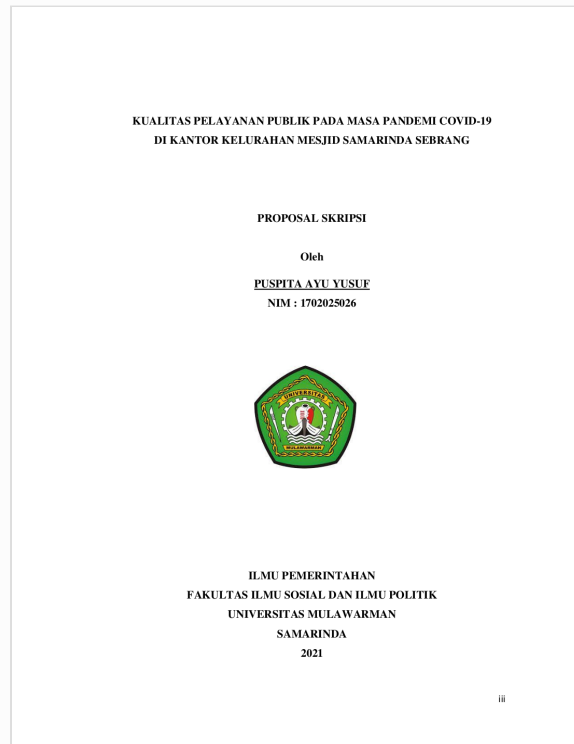 KUALITAS PELAYANAN PUBLIK PADA MASA PANDEMI COVID-19
DI KANTOR KELURAHAN MESJID SAMARINDA SEBRANG
PROPOSAL SKRIPSI
Oleh
PUSPITA AYU YUSUF
NIM : 1702025026
UNIVERSITAS
MULAWARMAN
ILMU PEMERINTAHAN
FAKULTAS ILMU SOSIAL DAN ILMU POLITIK
UNIVERSITAS MULAWARMAN
SAMARINDA
2021
iii